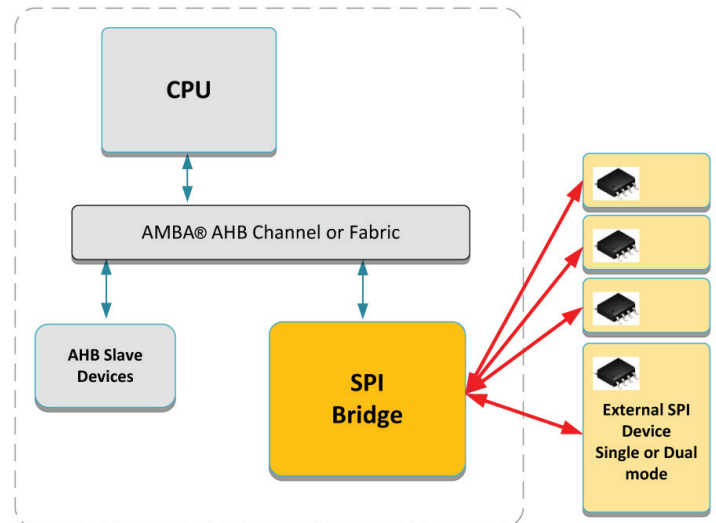 CPU
AMBA® AHB Channel or Fabric
AHB Slave
Devices
SPI
Bridge
External SPI
Device
Single or Dual
mode